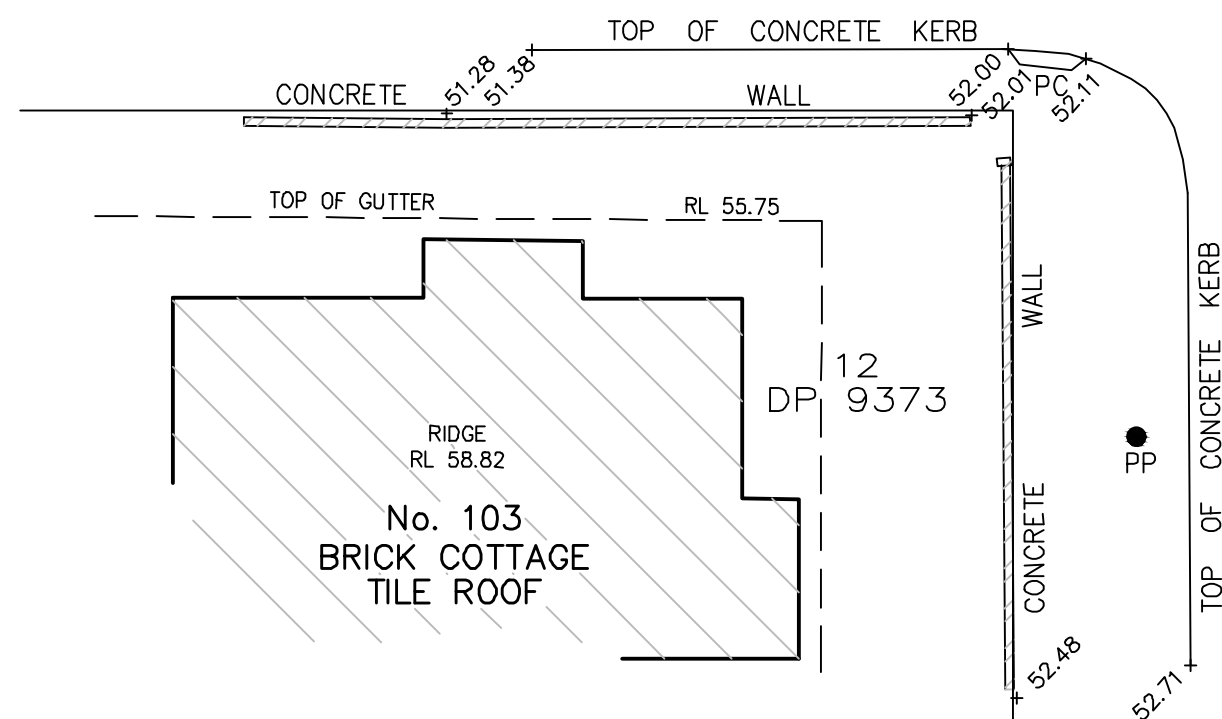 TOP OF CONCRETE KERB
51.28
51.38
52.00
52.01
PC
52.11
CONCRETE WALL
TOP OF GUTTER
RL 55.75
12
DP 9373
RIDGE
RL 58.82
No. 103
BRICK COTTAGE
TILE ROOF
CONCRETE WALL
PP
TOP OF CONCRETE KERB
52.48
52.71